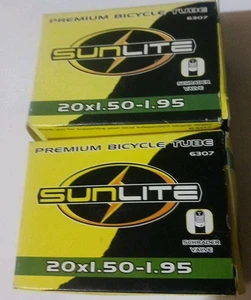 PREMIUM BICYCLE TUBE
6307
SUNLITE
SCHRADER
VALVE
20x1.50-1.95
PREMIUM BICYCLE TUBE
6307
SUNLITE
SCHRADER
VALVE
20x1.50-1.95